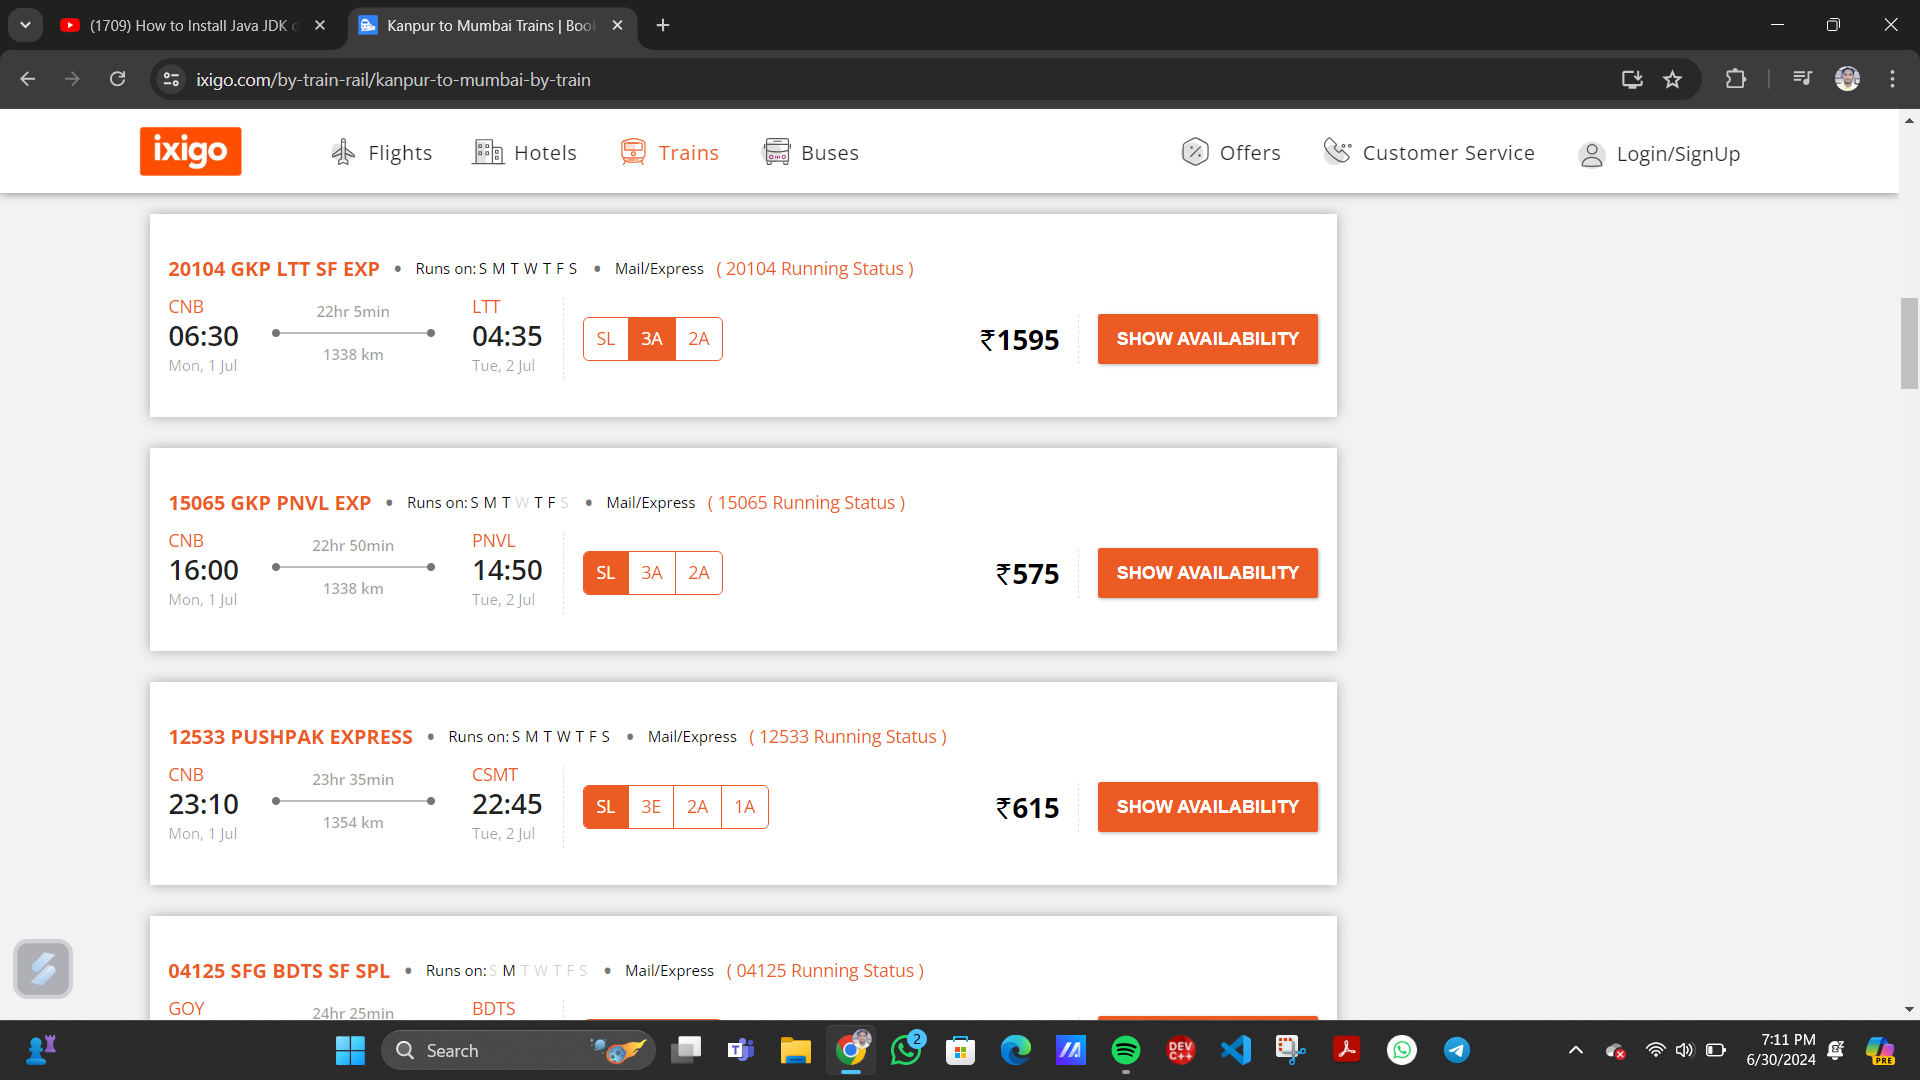 (1709) How to Install Java JDK o
Kanpur to Mumbai Trains | Book
ixigo.com/by-train-rail/kanpur-to-mumbai-by-train
ixigo
Flights
Hotels
Trains
Buses
Offers
Customer Service
Login/SignUp
20104 GKP LTT SF EXP • Runs on: S M T W T F S • Mail/Express ( 20104 Running Status )
CNB 22hr 5min LTT
06:30 04:35 SL 3A 2A ₹1595 SHOW AVAILABILITY
1338 km
Mon, 1 Jul Tue, 2 Jul
15065 GKP PNVL EXP • Runs on: S M T W T F S • Mail/Express ( 15065 Running Status )
CNB 22hr 50min PNVL
16:00 14:50 SL 3A 2A ₹575 SHOW AVAILABILITY
1338 km
Mon, 1 Jul Tue, 2 Jul
12533 PUSHPAK EXPRESS • Runs on: S M T W T F S • Mail/Express ( 12533 Running Status )
CNB 23hr 35min CSMT
23:10 22:45 SL 3E 2A 1A ₹615 SHOW AVAILABILITY
1354 km
Mon, 1 Jul Tue, 2 Jul
04125 SFG BDTS SF SPL • Runs on: S M T W T F S • Mail/Express ( 04125 Running Status )
GOY 24hr 25min BDTS
Search
2
DEV C++
7:11 PM
6/30/2024
PRE